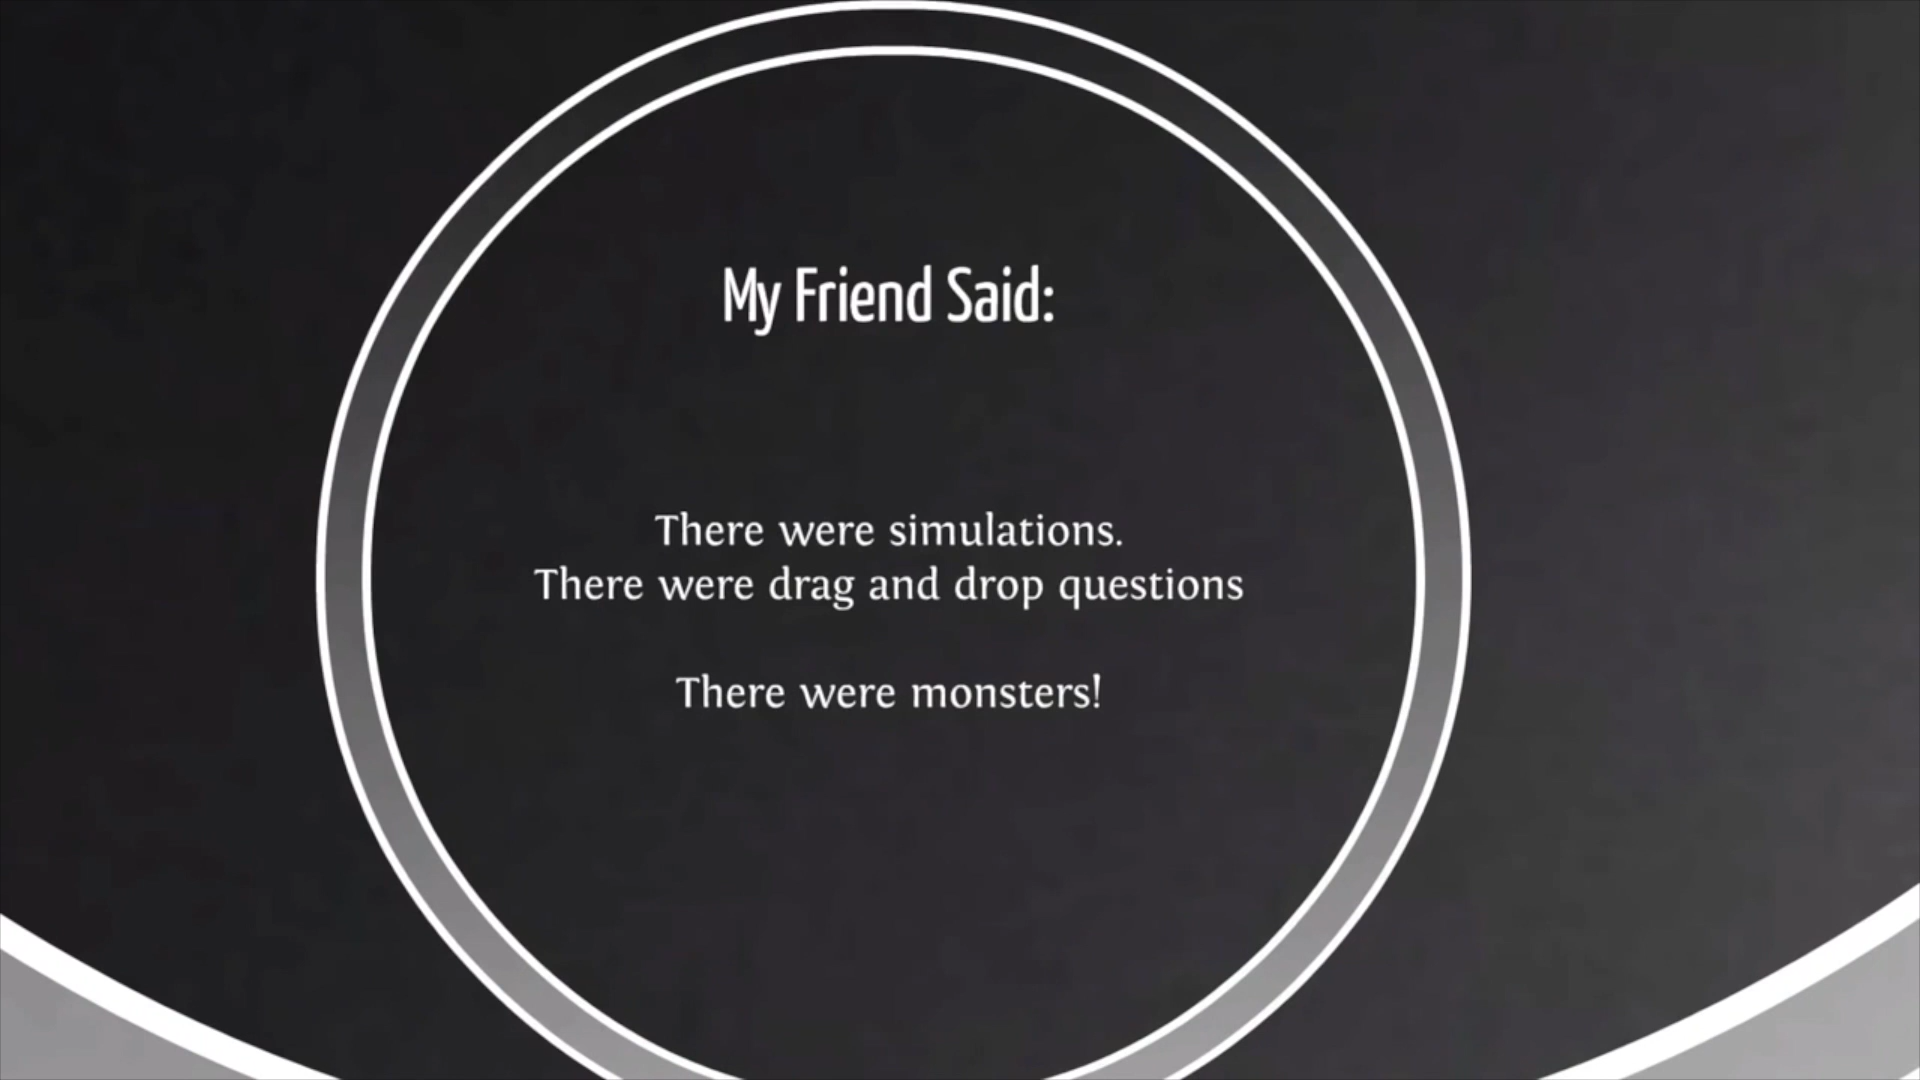 My Friend Said:
There were simulations.
There were drag and drop questions
There were monsters!